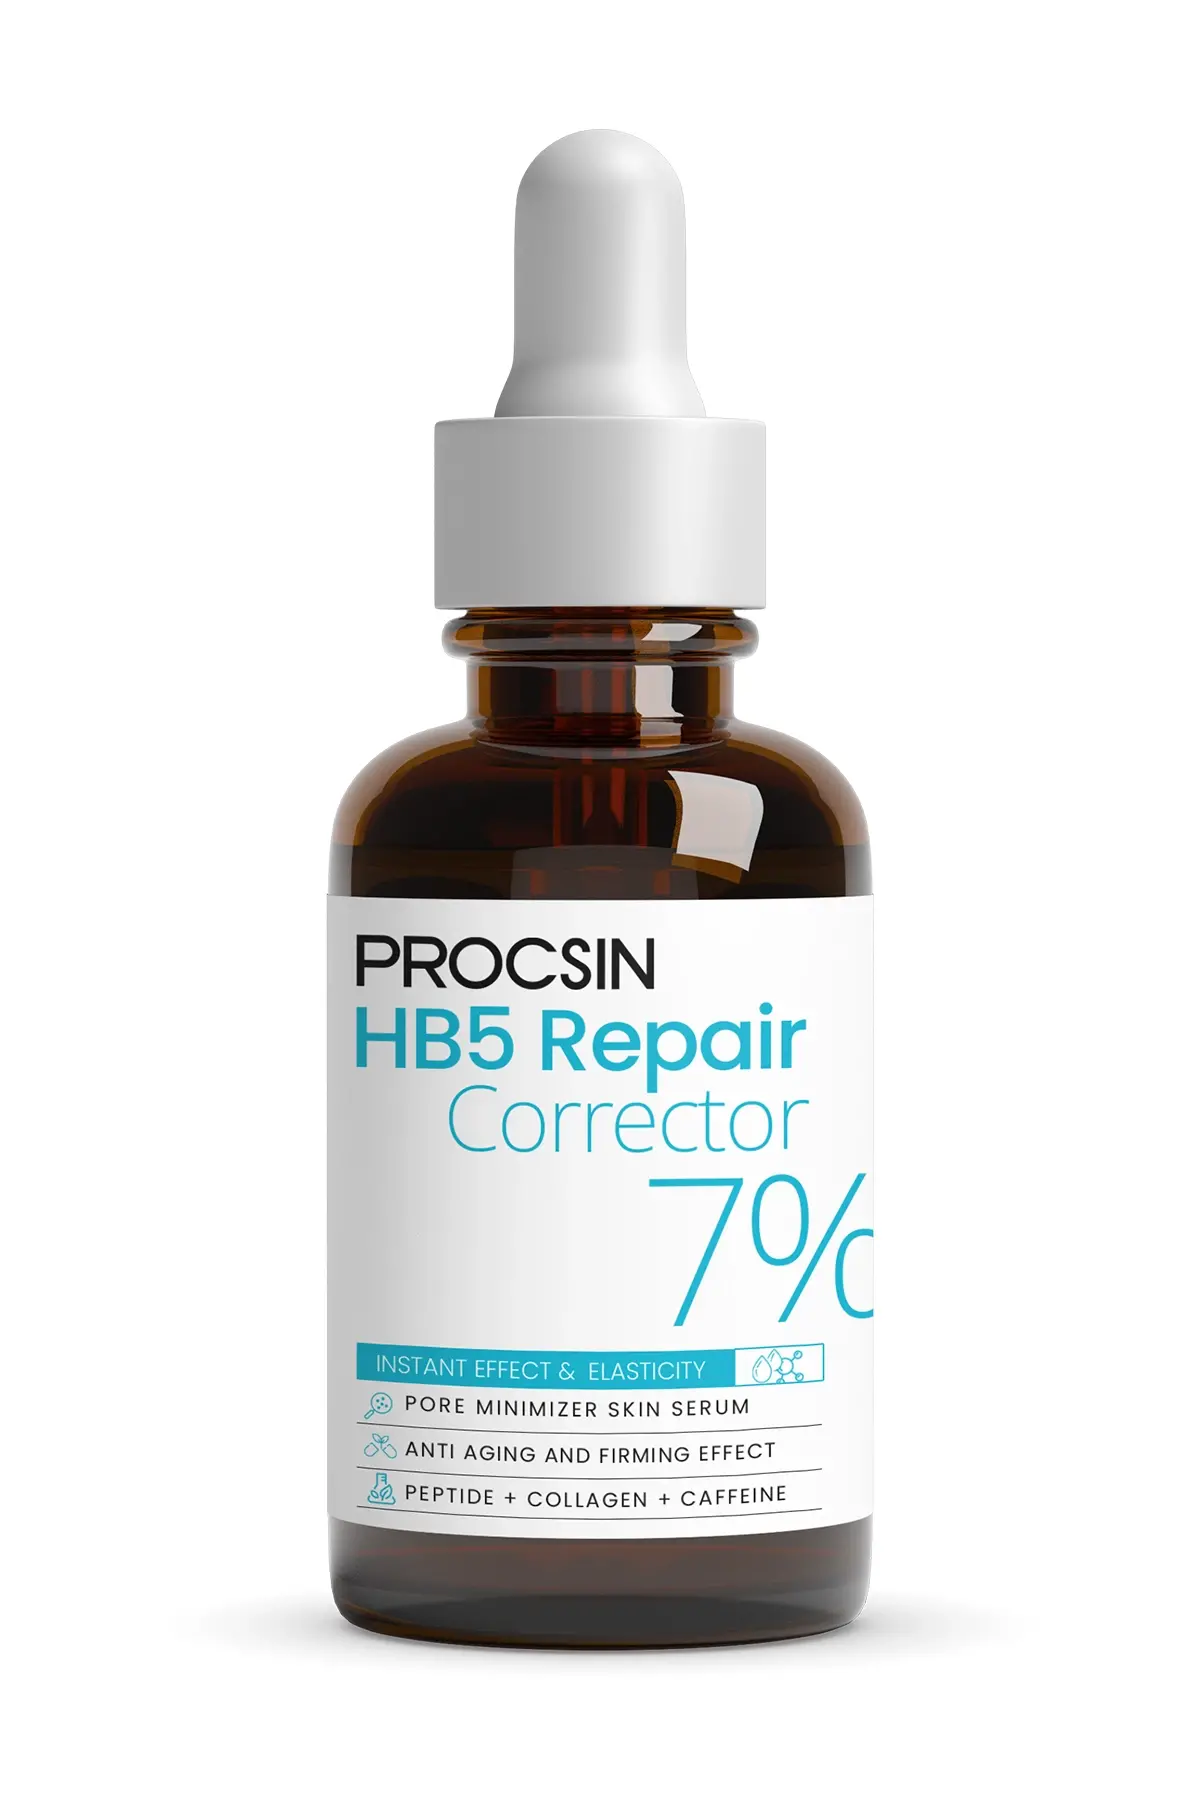 PROCSIN
HB5 Repair
Corrector
7%
INSTANT EFFECT & ELASTICITY
PORE MINIMIZER SKIN SERUM
ANTI AGING AND FIRMING EFFECT
PEPTIDE + COLLAGEN + CAFFEINE